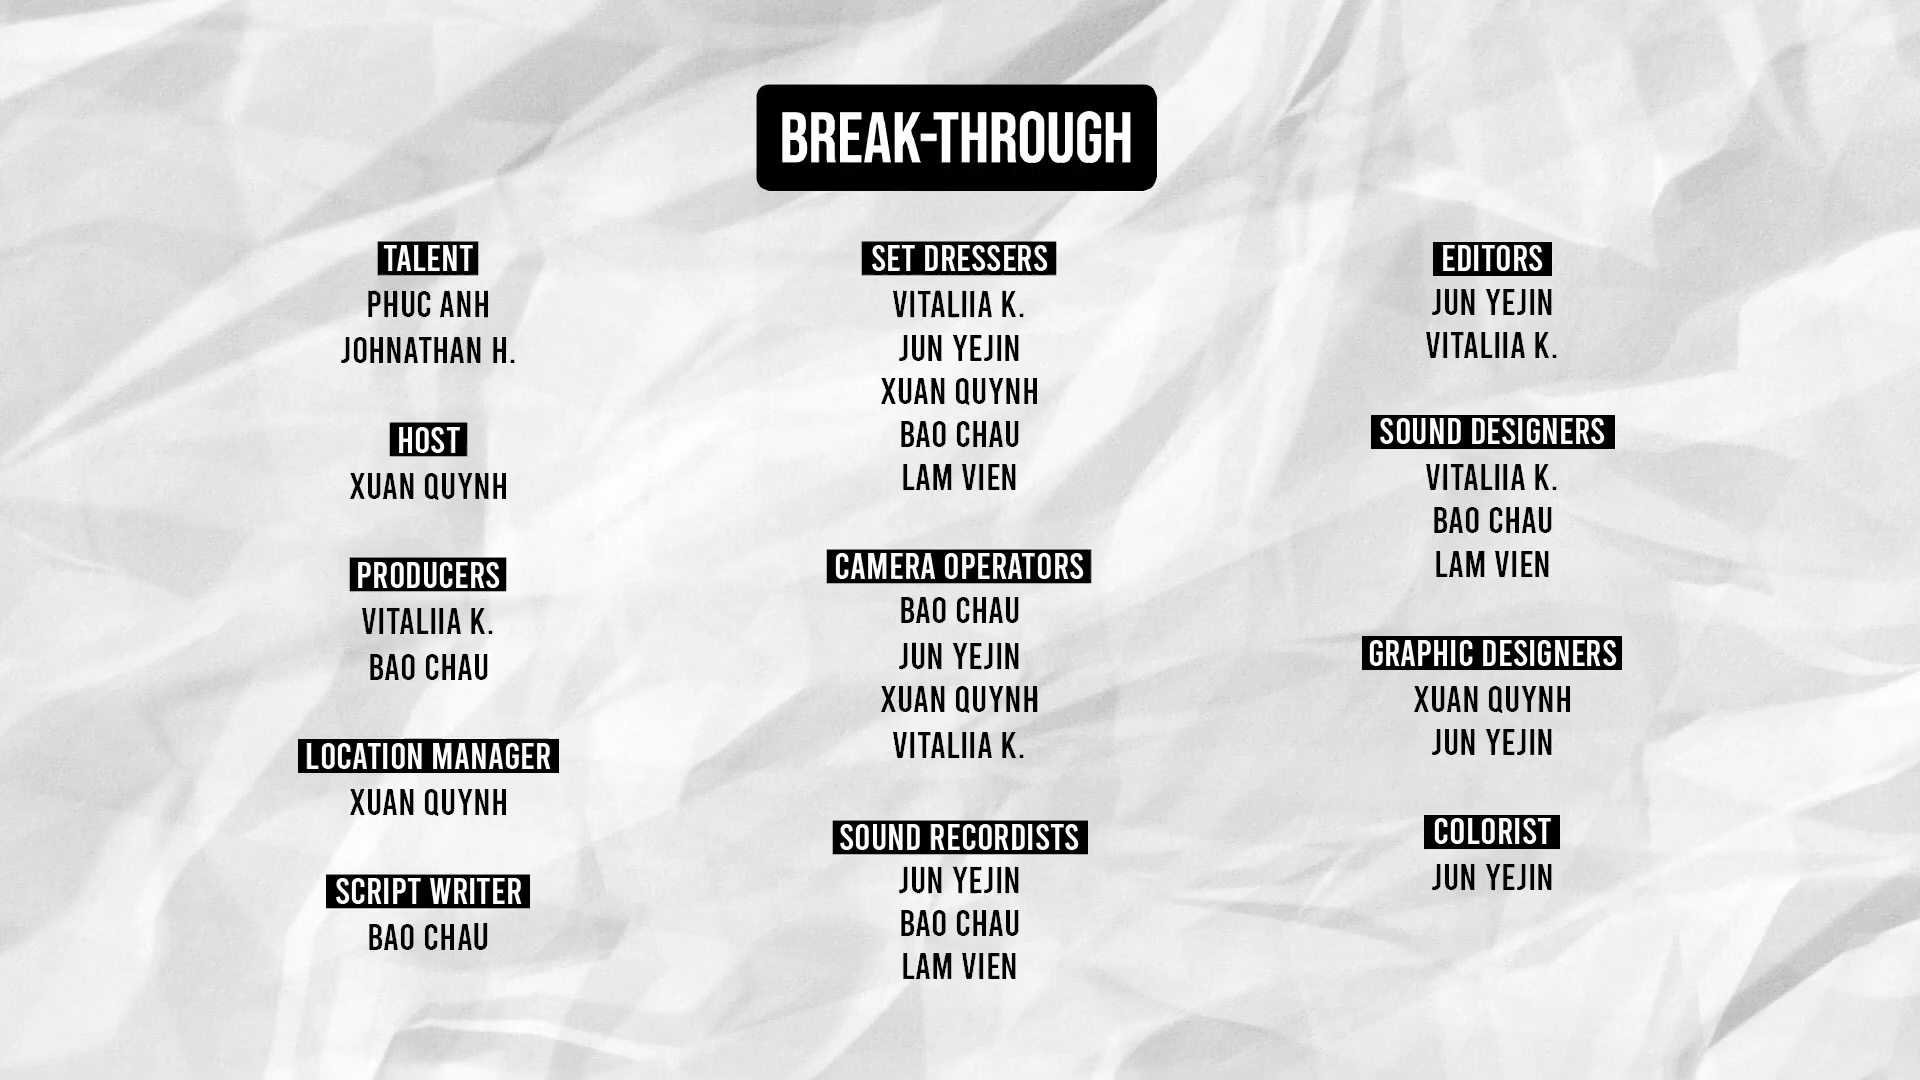 BREAK-THROUGH
TALENT
PHUC ANH
JOHNATHAN H.
HOST
XUAN QUYNH
PRODUCERS
VITALIIA K.
BAO CHAU
LOCATION MANAGER
XUAN QUYNH
SCRIPT WRITER
BAO CHAU
SET DRESSERS
VITALIIA K.
JUN YEJIN
XUAN QUYNH
BAO CHAU
LAM VIEN
CAMERA OPERATORS
BAO CHAU
JUN YEJIN
XUAN QUYNH
VITALIIA K.
SOUND RECORDISTS
JUN YEJIN
BAO CHAU
LAM VIEN
EDITORS
JUN YEJIN
VITALIIA K.
SOUND DESIGNERS
VITALIIA K.
BAO CHAU
LAM VIEN
GRAPHIC DESIGNERS
XUAN QUYNH
JUN YEJIN
COLORIST
JUN YEJIN